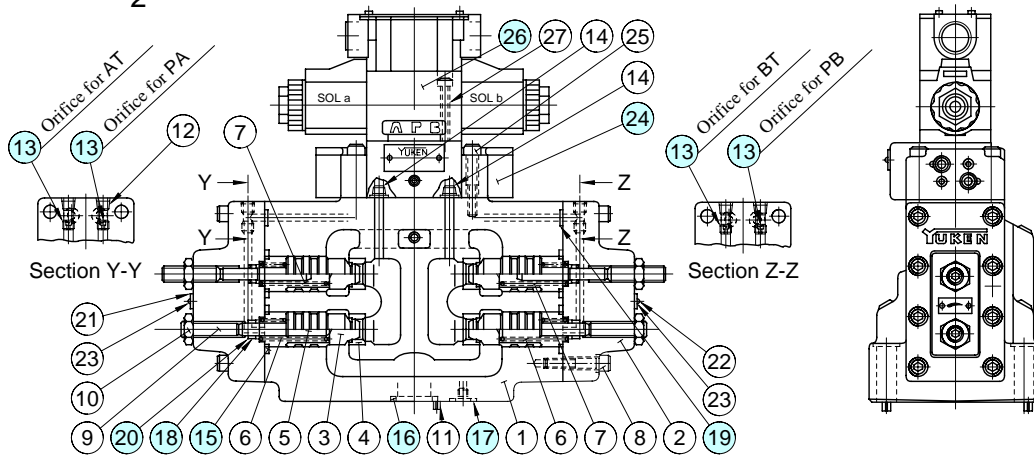 2
Orifice for AT
Orifice for PA
13
13
12
Section Y-Y
26
27
14
25
14
24
SOL a
SOL b
A P B
YUKEN
7
Y
Z
Y
Z
Orifice for BT
Orifice for PB
13
13
Section Z-Z
YUKEN
21
23
22
23
10
9
20
18
15
6
5
3
4
16
11
17
1
6
7
8
2
19